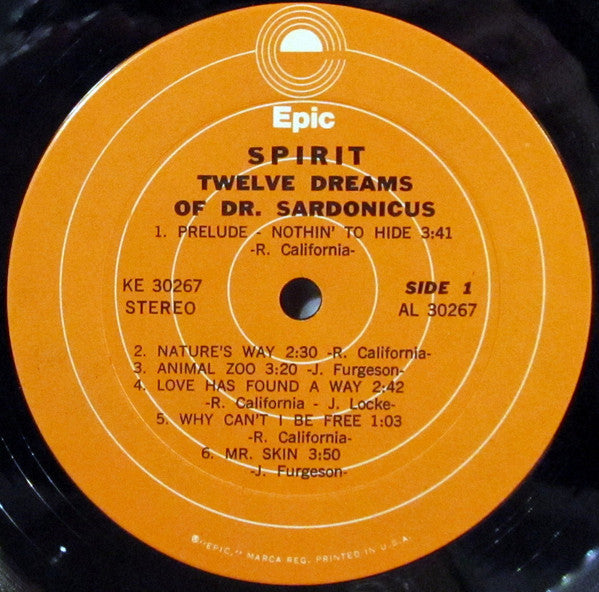 Epic
SPIRIT
TWELVE DREAMS
OF DR. SARDONICUS
1. PRELUDE - NOTHIN' TO HIDE 3:41
-R. California-
KE 30267
STEREO
SIDE 1
AL 30267
2. NATURE'S WAY 2:30 -R. California-
3. ANIMAL ZOO 3:20 -J. Furgeson-
4. LOVE HAS FOUND A WAY 2:42
-R. California - J. Locke-
5. WHY CAN'T I BE FREE 1:03
-R. California-
6. MR. SKIN 3:50
-J. Furgeson-
℗"EPIC," MARCA REG. PRINTED IN U.S.A.